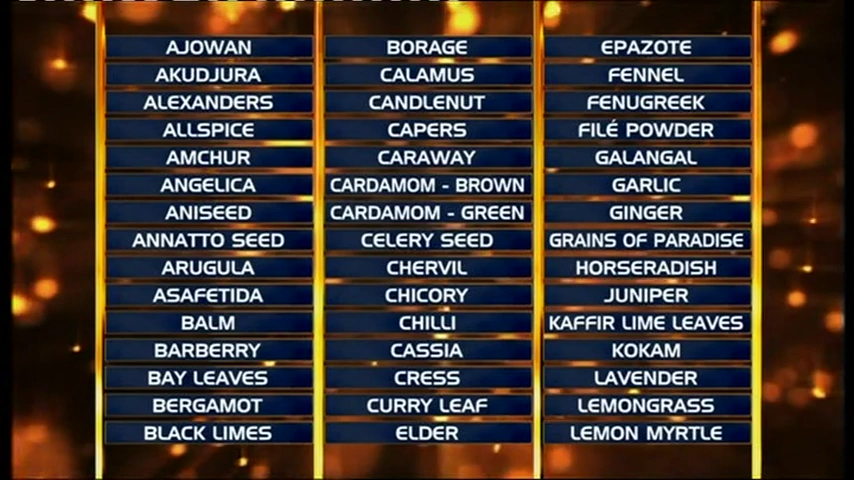 AJOWAN
AKUDJURA
ALEXANDERS
ALLSPICE
AMCHUR
ANGELICA
ANISEED
ANNATTO SEED
ARUGULA
ASAFETIDA
BALM
BARBERRY
BAY LEAVES
BERGAMOT
BLACK LIMES
BORAGE
CALAMUS
CANDLENUT
CAPERS
CARAWAY
CARDAMOM - BROWN
CARDAMOM - GREEN
CELERY SEED
CHERVIL
CHICORY
CHILLI
CASSIA
CRESS
CURRY LEAF
ELDER
EPAZOTE
FENNEL
FENUGREEK
FILÉ POWDER
GALANGAL
GARLIC
GINGER
GRAINS OF PARADISE
HORSERADISH
JUNIPER
KAFFIR LIME LEAVES
KOKAM
LAVENDER
LEMONGRASS
LEMON MYRTLE